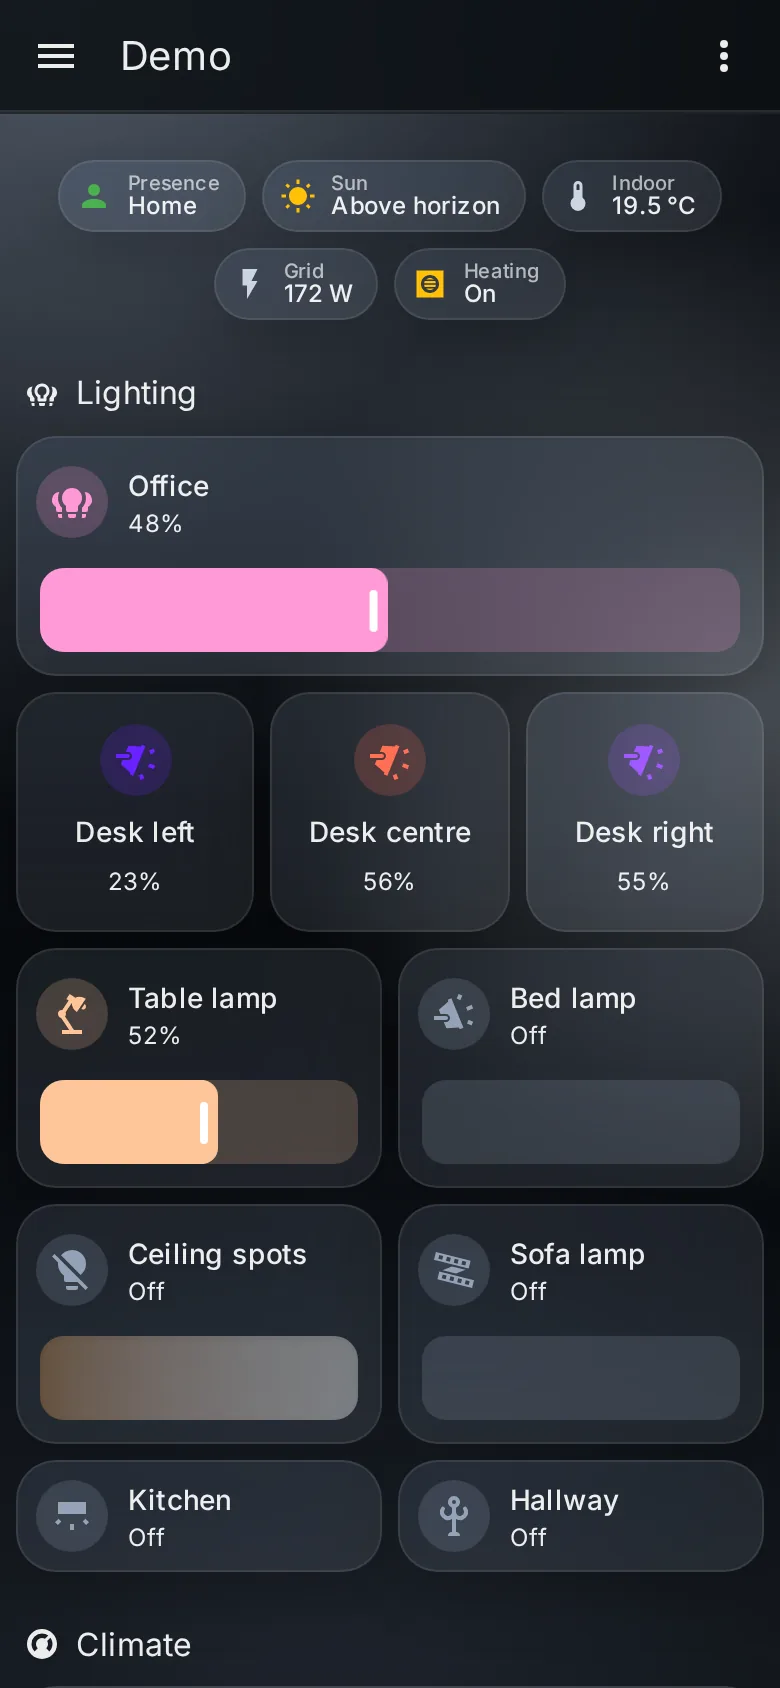 Demo
Presence
Home
Sun
Above horizon
Indoor
19.5 °C
Grid
172 W
Heating
On
Lighting
Office
48%
Desk left
23%
Desk centre
56%
Desk right
55%
Table lamp
52%
Bed lamp
Off
Ceiling spots
Off
Sofa lamp
Off
Kitchen
Off
Hallway
Off
Climate